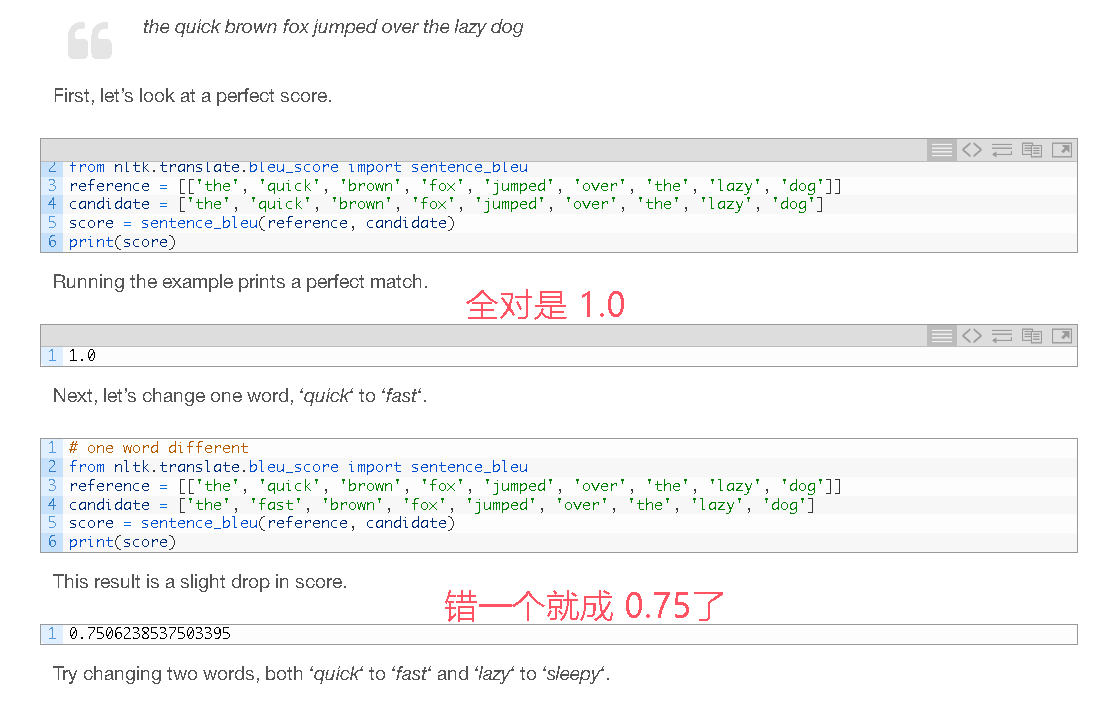 the quick brown fox jumped over the lazy dog
First, let's look at a perfect score.
2 from nltk.translate.bleu_score import sentence_bleu
3 reference = [['the', 'quick', 'brown', 'fox', 'jumped', 'over', 'the', 'lazy', 'dog']]
4 candidate = ['the', 'quick', 'brown', 'fox', 'jumped', 'over', 'the', 'lazy', 'dog']
5 score = sentence_bleu(reference, candidate)
6 print(score)
Running the example prints a perfect match.
全对是 1.0
1 1.0
Next, let's change one word, ‘quick‘ to ‘fast‘.
1 # one word different
2 from nltk.translate.bleu_score import sentence_bleu
3 reference = [['the', 'quick', 'brown', 'fox', 'jumped', 'over', 'the', 'lazy', 'dog']]
4 candidate = ['the', 'fast', 'brown', 'fox', 'jumped', 'over', 'the', 'lazy', 'dog']
5 score = sentence_bleu(reference, candidate)
6 print(score)
This result is a slight drop in score.
错一个就成 0.75了
1 0.7506238537503395
Try changing two words, both ‘quick‘ to ‘fast‘ and ‘lazy‘ to ‘sleepy‘.